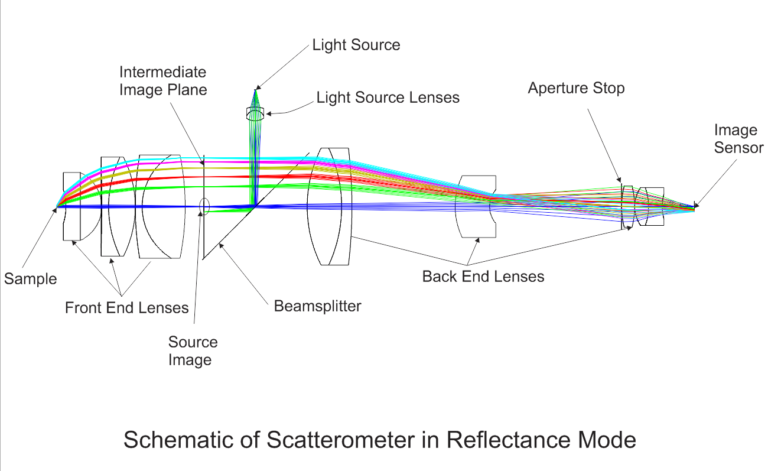 Light Source
Intermediate
Image Plane
Light Source Lenses
Aperture Stop
Image
Sensor
Sample
Front End Lenses
Back End Lenses
Beamsplitter
Source
Image
Schematic of Scatterometer in Reflectance Mode